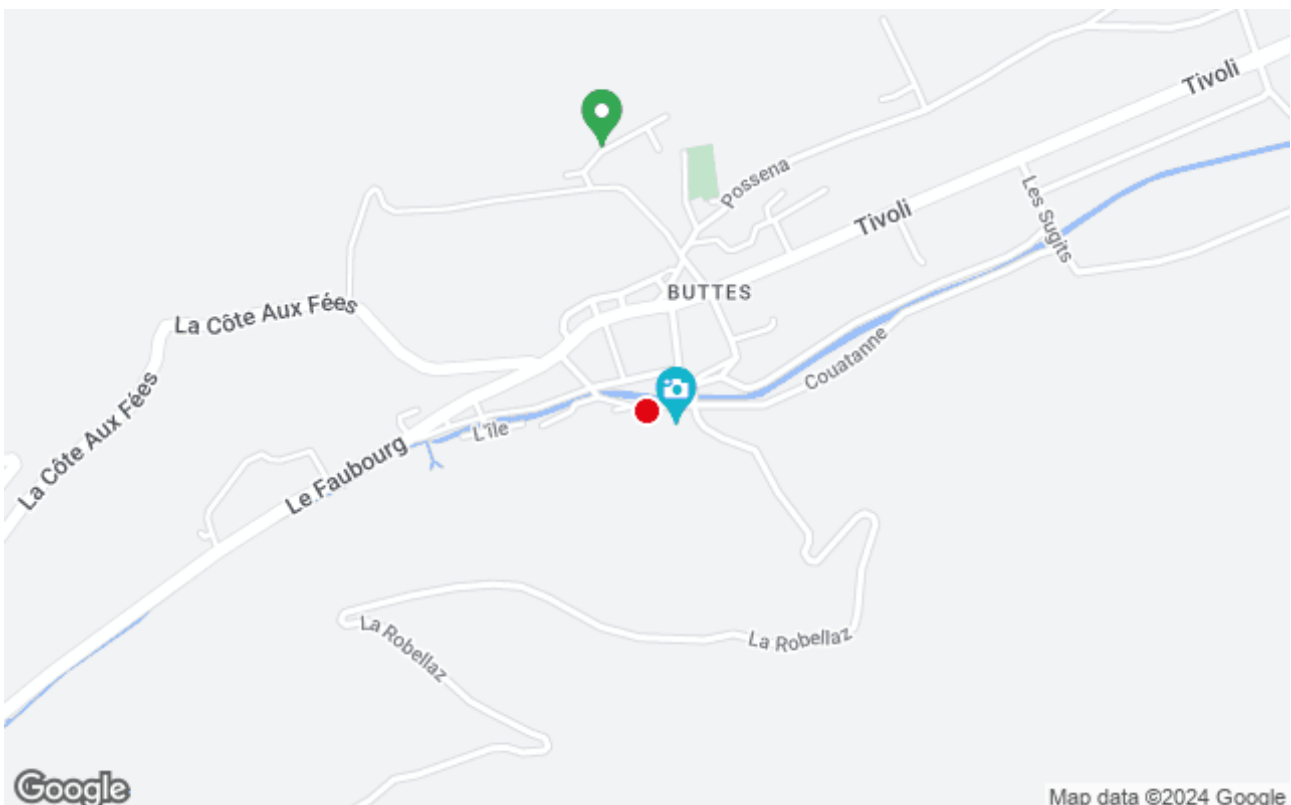 Tivoli
Possena
Tivoli
Les Sugits
BUTTES
La Côte Aux Fées
Couatanne
La Côte Aux Fées
L'île
Le Faubourg
La Robellaz
La Robellaz
Google
Map data ©2024 Google